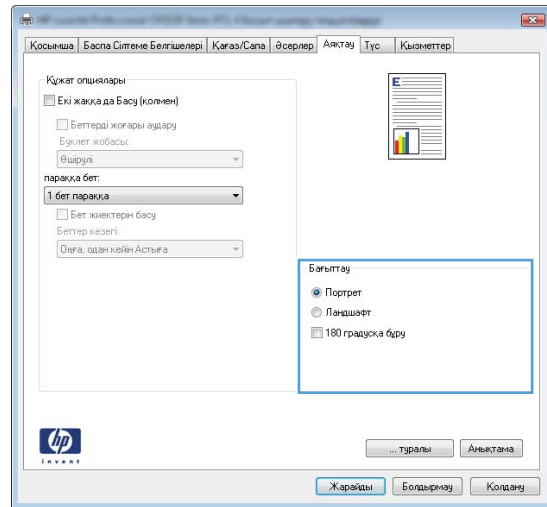 Қосымша Баспа Сілтеме Белгішелері Қағаз/Сапа Әсерлер Аяқтау Түс Қызметтер
Құжат опциялары
Екі жаққа да Басу (қолмен)
Беттерді жоғары аудару
Буклет жобасы:
Өшірулі
параққа бет:
1 бет параққа
Бет жиектерін басу
Беттер кезегі:
Оңға, одан кейін Астыға
E
Бағыттау
Портрет
Ландшафт
180 градусқа бұру
hp
invent
... туралы Анықтама
Жарайды Болдырмау Қолдану